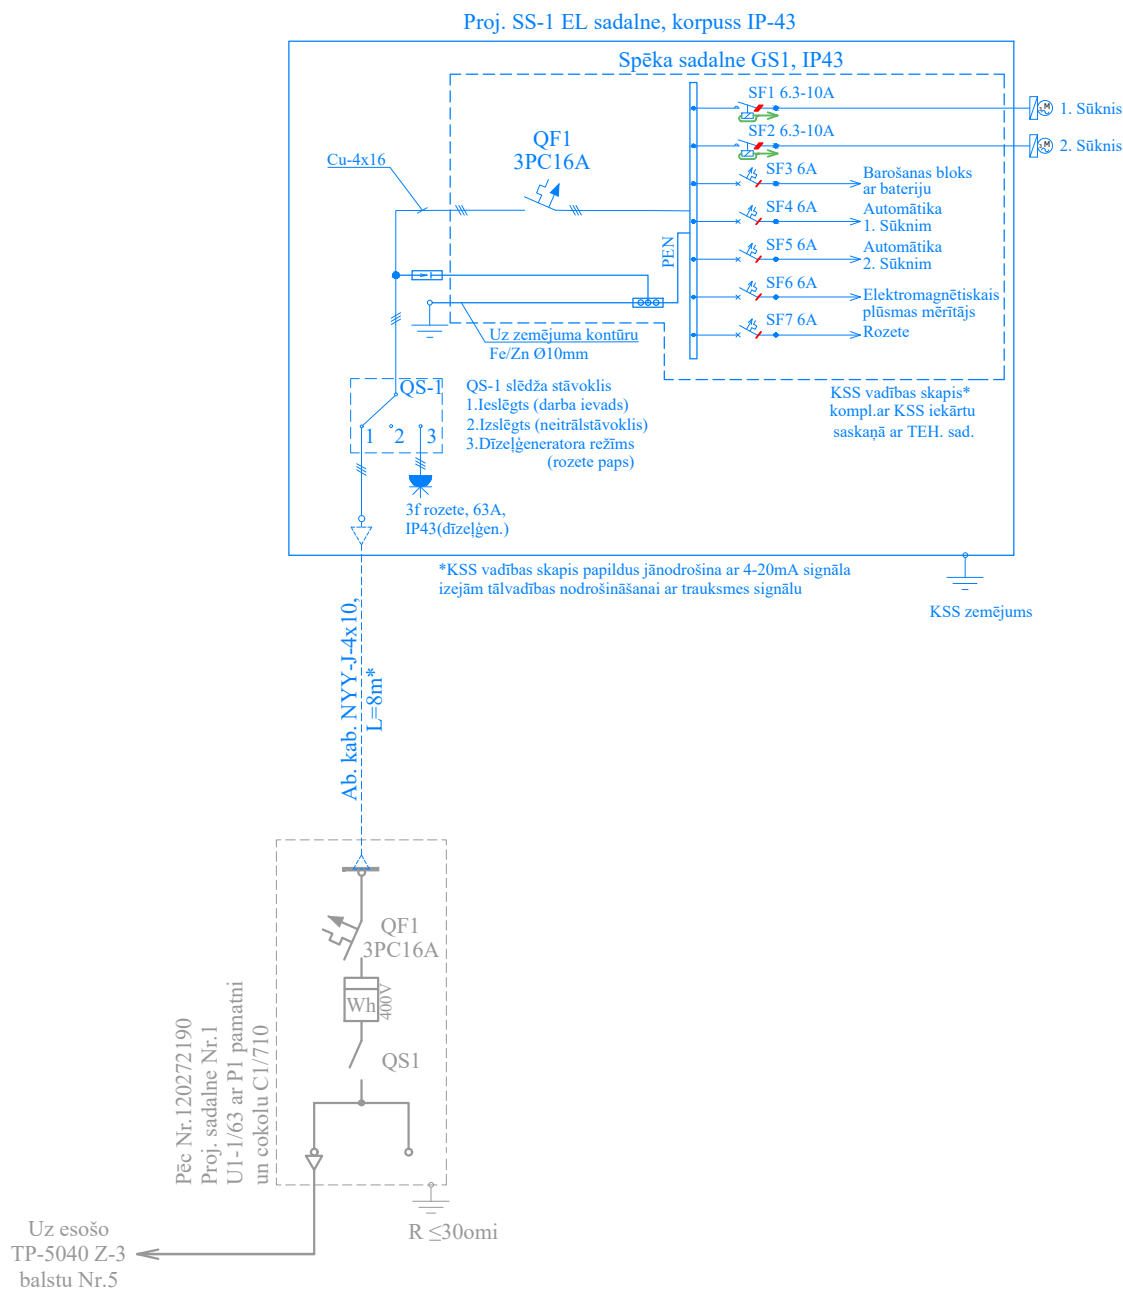 Proj. SS-1 EL sadalne, korpuss IP-43
Spēka sadalne GS1, IP43
SF1 6.3-10A
M
1. Sūknis
SF2 6.3-10A
M
2. Sūknis
QF1
3PC16A
Cu-4x16
SF3 6A
Barošanas bloks
ar bateriju
SF4 6A
Automātika
1. Sūknim
PEN
SF5 6A
Automātika
2. Sūknim
SF6 6A
Elektromagnētiskais
plūsmas mērītājs
SF7 6A
Rozete
Uz zemējuma kontūru
Fe/Zn Ø10mm
QS-1
1 2 3
QS-1 slēdža stāvoklis
1.Ieslēgts (darba ievads)
2.Izslēgts (neitrālstāvoklis)
3.Dīzeļģeneratora režīms
(rozete paps)
KSS vadības skapis*
kompl.ar KSS iekārtu
saskaņā ar TEH. sad.
3f rozete, 63A,
IP43(dīzeļģen.)
*KSS vadības skapis papildus jānodrošina ar 4-20mA signāla
izejām tālvadības nodrošināšanai ar trauksmes signālu
KSS zemējums
Ab. kab. NYY-J-4x10,
L=8m*
QF1
3PC16A
Wh
400V
QS1
Pēc Nr.120272190
Proj. sadalne Nr.1
U1-1/63 ar P1 pamatni
un cokolu C1/710
R ≤30omi
Uz esošo
TP-5040 Z-3
balstu Nr.5